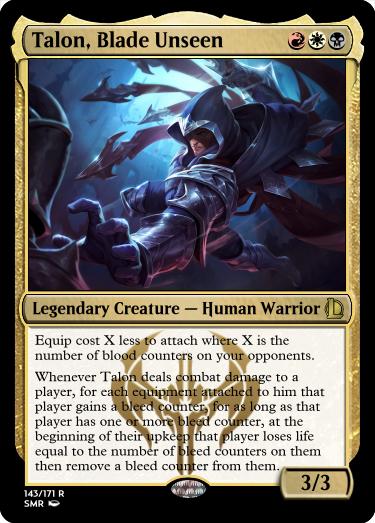 Talon, Blade Unseen
Legendary Creature — Human Warrior
Equip cost X less to attach where X is the
number of blood counters on your opponents.
Whenever Talon deals combat damage to a
player, for each equipment attached to him that
player gains a bleed counter, for as long as that
player has one or more bleed counter, at the
beginning of their upkeep that player loses life
equal to the number of bleed counters on them
then remove a bleed counter from them.
3/3
143/171 R
SMR